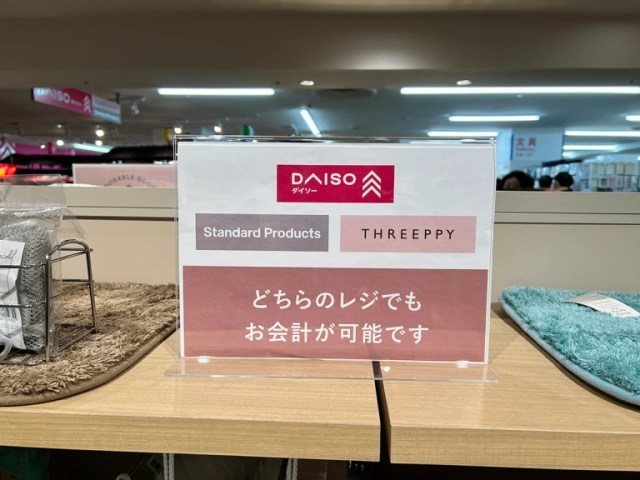 DAISO
ダイソー
Standard Products
THREEPPY
どちらのレジでも
お会計が可能です
DAISO
文具